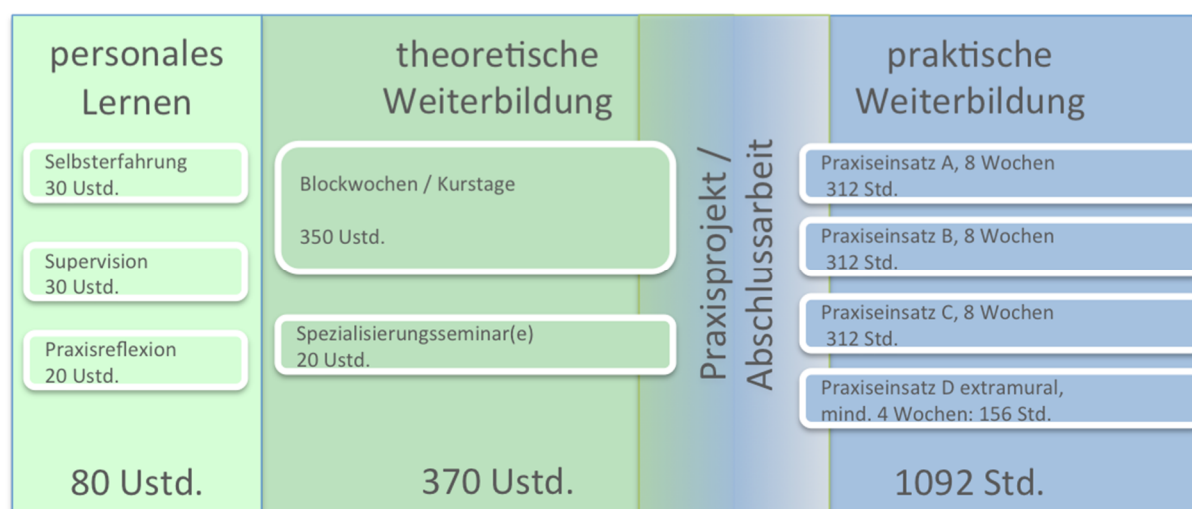 personales
Lernen
Selbsterfahrung
30 Ustd.
Supervision
30 Ustd.
Praxisreflexion
20 Ustd.
80 Ustd.
theoretische
Weiterbildung
Blockwochen / Kurstage
350 Ustd.
Spezialisierungsseminar(e)
20 Ustd.
370 Ustd.
Praxisprojekt /
Abschlussarbeit
praktische
Weiterbildung
Praxiseinsatz A, 8 Wochen
312 Std.
Praxiseinsatz B, 8 Wochen
312 Std.
Praxiseinsatz C, 8 Wochen
312 Std.
Praxiseinsatz D extramural,
mind. 4 Wochen: 156 Std.
1092 Std.